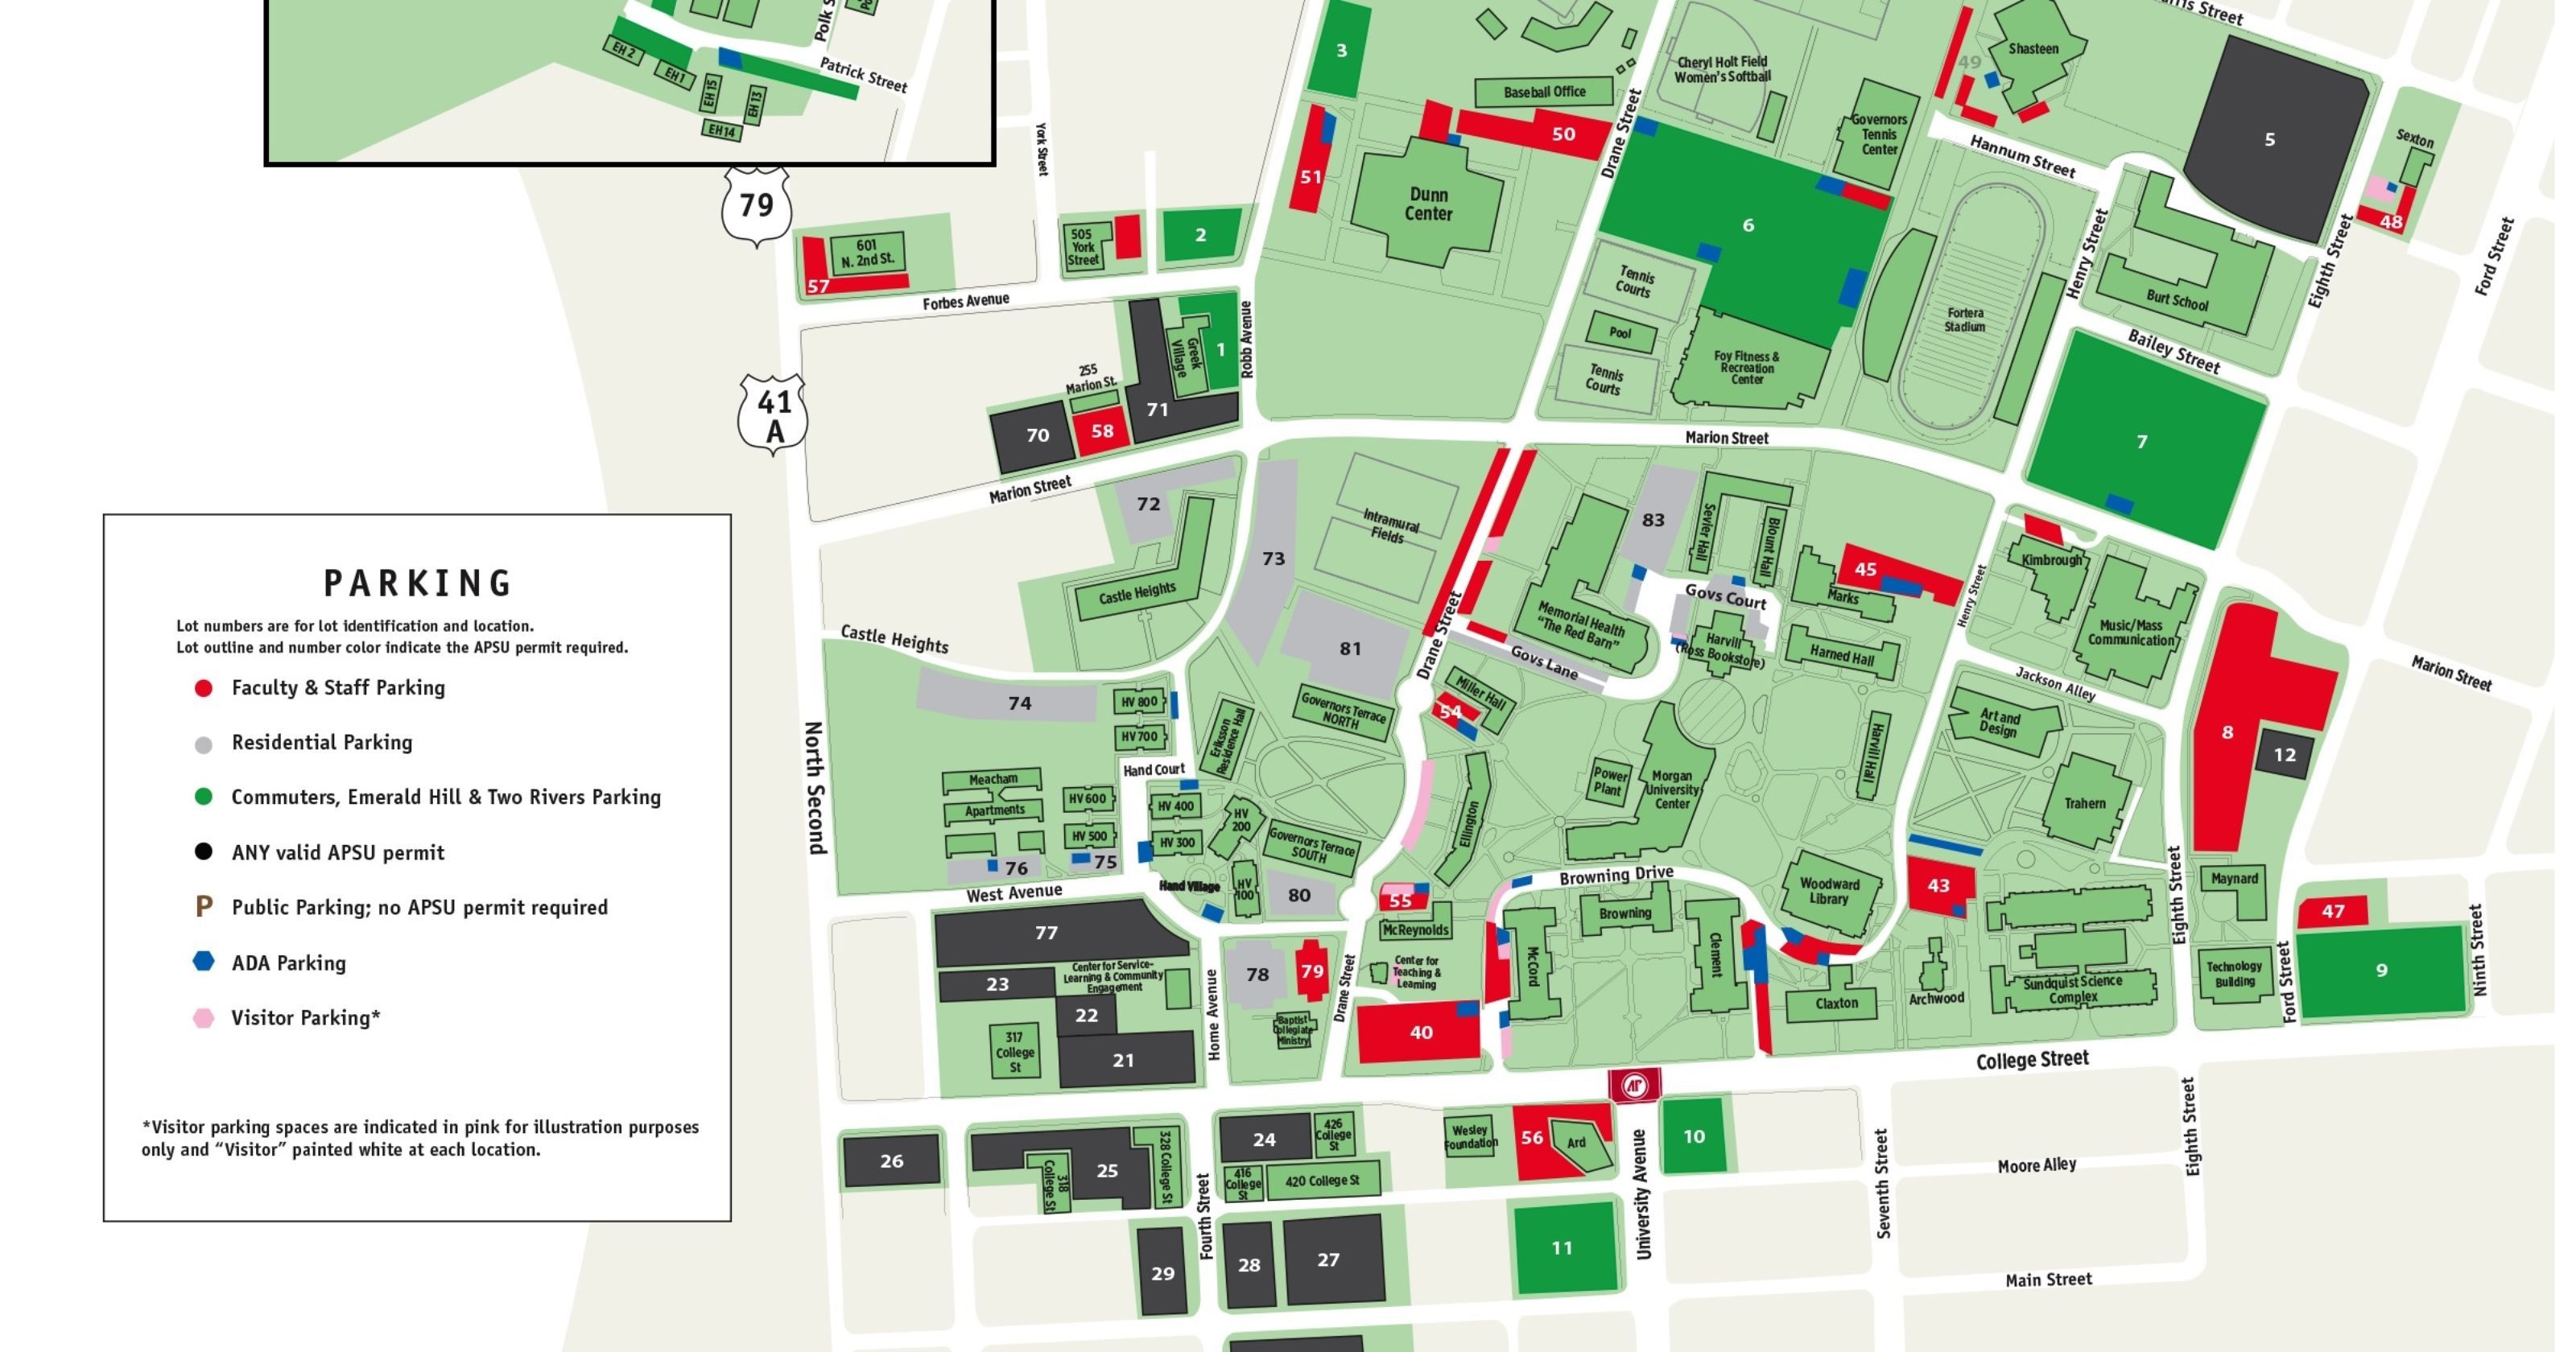 EH 2
EH 1
EH 15
EH 13
EH 14
Patrick Street
79
41
A
York Street
3
Baseball Office
Drane Street
Cheryl Holt Field
Women's Softball
Governors
Tennis
Center
49
Shasteen
Hannum Street
5
Sexton
48
Ford Street
50
51
Dunn
Center
6
Henry Street
Burt School
Eighth Street
601
N. 2nd St.
57
505
York
Street
2
Forbes Avenue
Robb Avenue
Tennis
Courts
Pool
Tennis
Courts
Foy Fitness &
Recreation
Center
Fortera
Stadium
Bailey Street
7
Greek
Village
1
255
Marion St.
70
58
71
Marion Street
Marion Street
72
73
Castle Heights
Castle Heights
Intramural
Fields
81
Memorial Health
"The Red Barn"
83
Sevier Hall
Blount Hall
Govs Court
Harvill
(Ross Bookstore)
45
Marks
Harned Hall
Henry Street
Kimbrough
Music/Mass
Communication
Jackson Alley
Marion Street
Drane Street
Govs Lane
Miller Hall
54
PARKING
Lot numbers are for lot identification and location.
Lot outline and number color indicate the APSU permit required.
Faculty & Staff Parking
Residential Parking
Commuters, Emerald Hill & Two Rivers Parking
ANY valid APSU permit
P Public Parking; no APSU permit required
ADA Parking
Visitor Parking*
*Visitor parking spaces are indicated in pink for illustration purposes
only and “Visitor” painted white at each location.
North Second
74
HV 800
HV 700
Hand Court
Eriksson
Residence Hall
Governors Terrace
NORTH
Meacham
Apartments
HV 600
HV 500
HV 400
HV 300
HV
200
HV
100
Governors Terrace
SOUTH
76
75
West Avenue
Hand Village
80
Ellington
Power
Plant
Morgan
University
Center
Harvill Hall
Art and
Design
Trahern
8
12
Browning Drive
Woodward
Library
43
Eighth Street
Maynard
47
9
Ninth Street
Ford Street
Technology
Building
Sundquist Science
Complex
Archwood
Claxton
Clement
Browning
McCord
55
McReynolds
Center for
Teaching &
Learning
40
77
23
Center for Service-
Learning & Community
Engagement
22
21
317
College
St
Home Avenue
78
79
Baptist
Collegiate
Ministry
Drane Street
College Street
AP
26
25
318
College St
328 College St
24
426
College
St
416
College
St
420 College St
Fourth Street
Wesley
Foundation
56
Ard
10
University Avenue
Seventh Street
Moore Alley
Eighth Street
29
28
27
11
Main Street